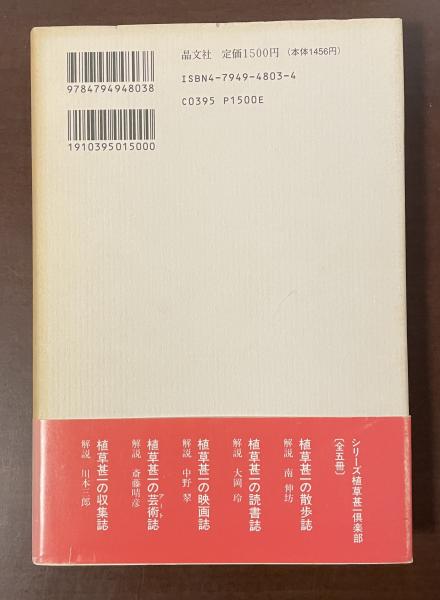 晶文社 定価1500円 (本体1456円)
9784794948038
ISBN4-7949-4803-4
C0395 P1500E
1910395015000
シリーズ植草甚一倶楽部
〔全五冊〕
植草甚一の散歩誌
解説 南 伸坊
植草甚一の読書誌
解説 大岡 玲
植草甚一の映画誌
解説 中野 翠
植草甚一の芸術誌
アート
解説 斎藤晴彦
植草甚一の収集誌
解説 川本三郎